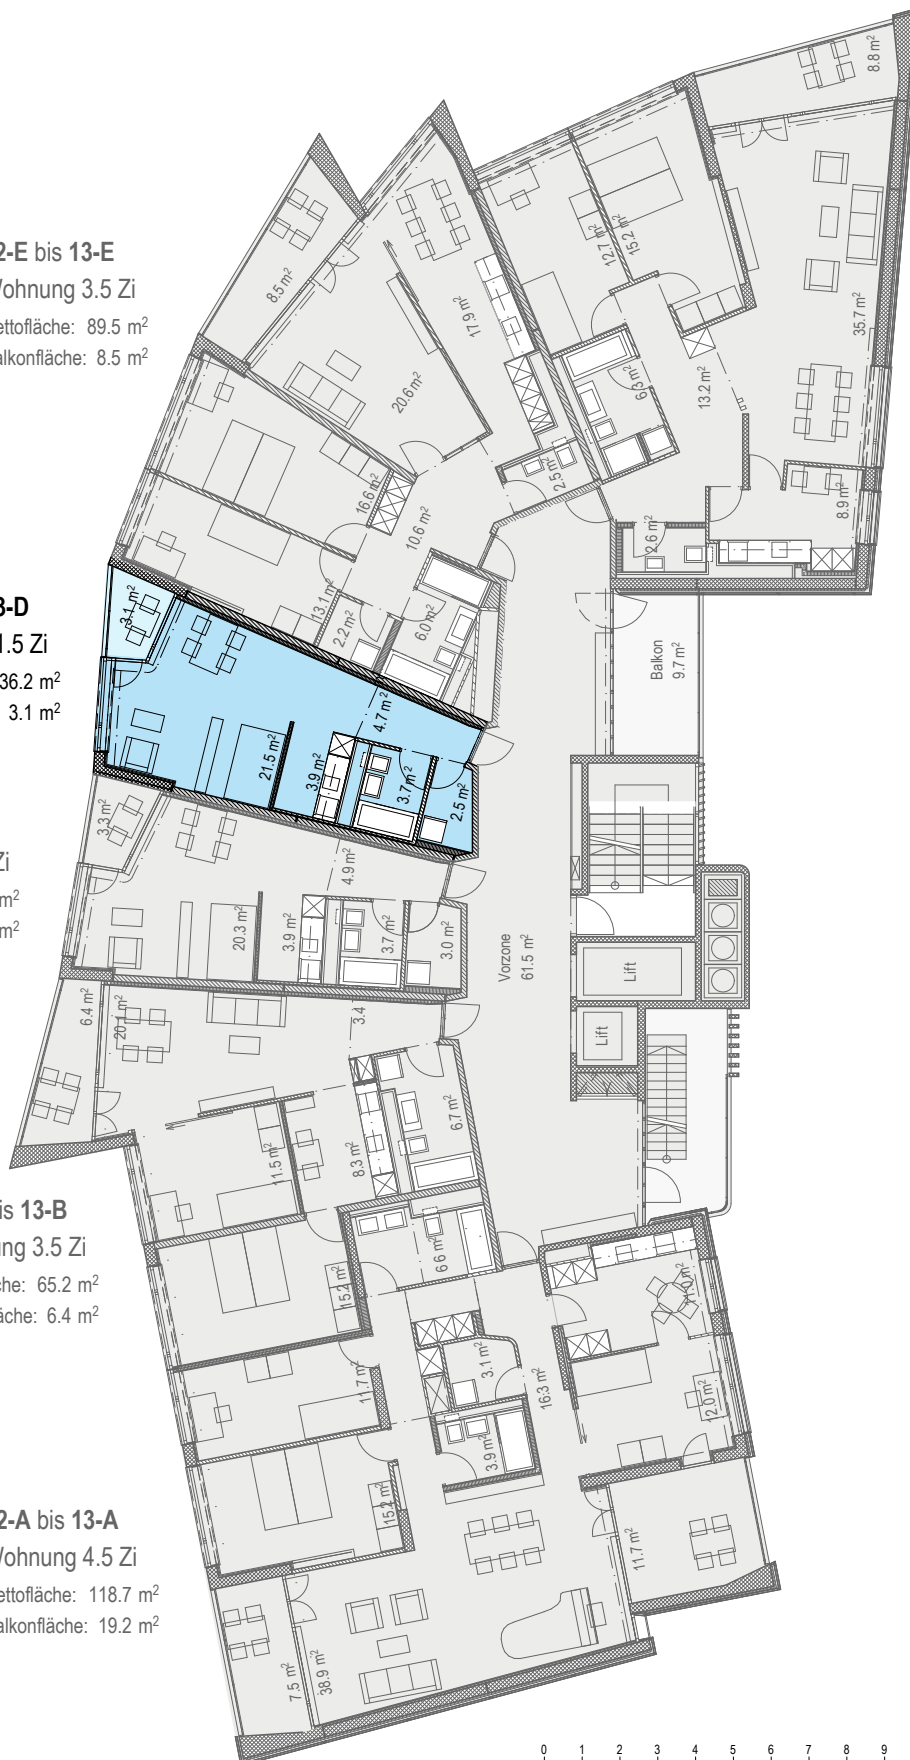 2-E bis 13-E
Wohnung 3.5 Zi
ettofläche: 89.5 m²
alkonfläche: 8.5 m²
3-D
1.5 Zi
36.2 m²
3.1 m²
Zi
m²
m²
is 13-B
ng 3.5 Zi
che: 65.2 m²
äche: 6.4 m²
2-A bis 13-A
Wohnung 4.5 Zi
ettofläche: 118.7 m²
alkonfläche: 19.2 m²
8.8 m²
8.5 m²
17.9 m²
12.7 m²
15.2 m²
35.7 m²
20.6 m²
6.3 m²
13.2 m²
16.6 m²
2.5 m²
8.9 m²
10.6 m²
2.6 m²
13.1 m²
2.2 m²
6.0 m²
3.1 m²
Balkon
9.7 m²
4.7 m²
21.5 m²
3.9 m²
3.7 m²
2.5 m²
3.3 m²
4.9 m²
20.3 m²
3.9 m²
3.7 m²
3.0 m²
Vorzone
61.5 m²
Lift
Lift
6.4 m²
20.1 m²
3.4
11.5 m²
8.3 m²
6.7 m²
6.6 m²
15.2 m²
11.0 m²
11.7 m²
3.1 m²
16.3 m²
12.0 m²
3.9 m²
15.2 m²
11.7 m²
7.5 m²
38.9 m²
0 1 2 3 4 5 6 7 8 9